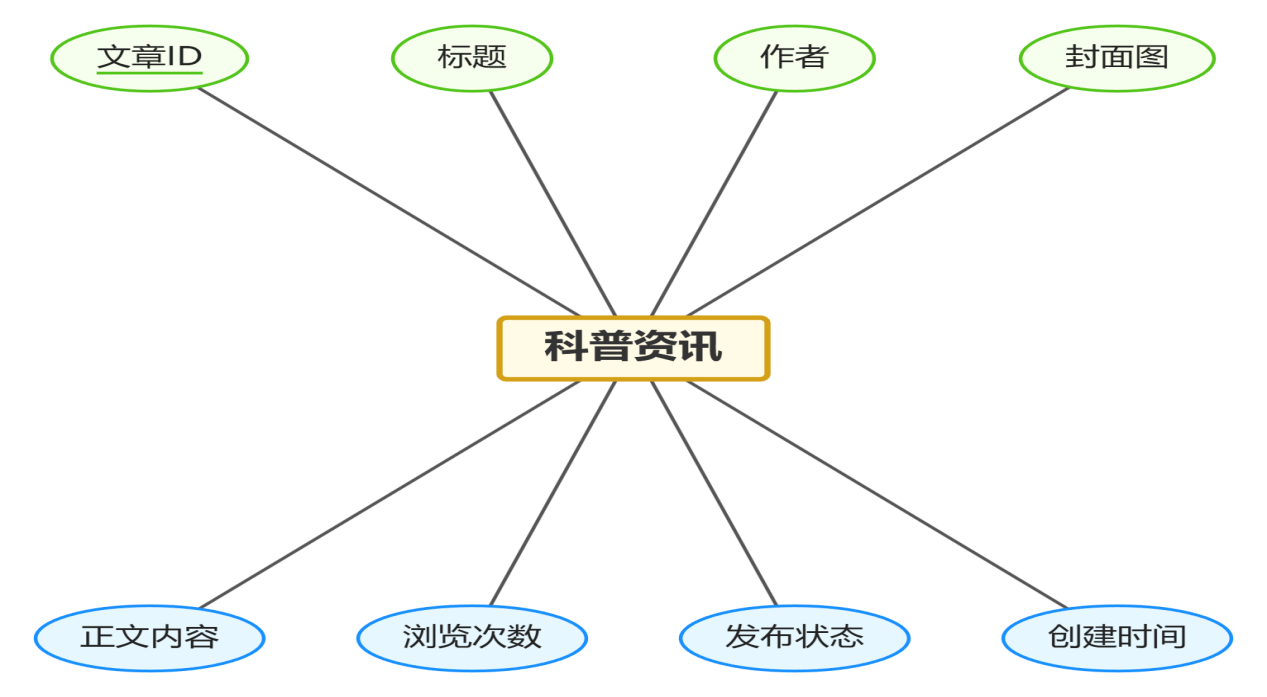 文章ID
标题
作者
封面图
科普资讯
正文内容
浏览次数
发布状态
创建时间